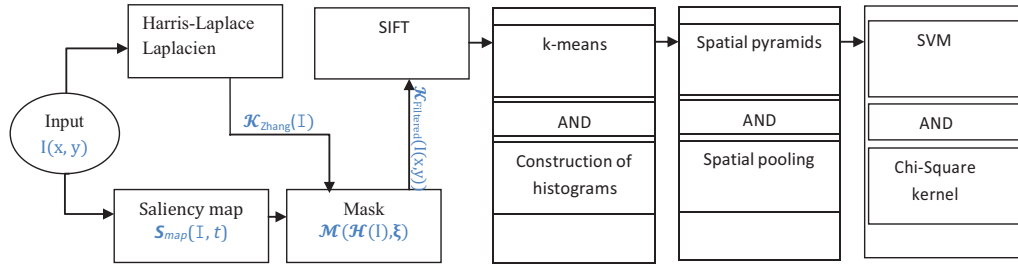 Harris-Laplace
Laplacien
SIFT
k-means
Spatial pyramids
SVM
Input
I(x, y)
𝓚Zhang(I)
𝓚Filtered(I(x,y))
AND
AND
AND
Construction of
histograms
Spatial pooling
Chi-Square
kernel
Saliency map
Smap(I, t)
Mask
𝓜(𝓗(I),ξ)